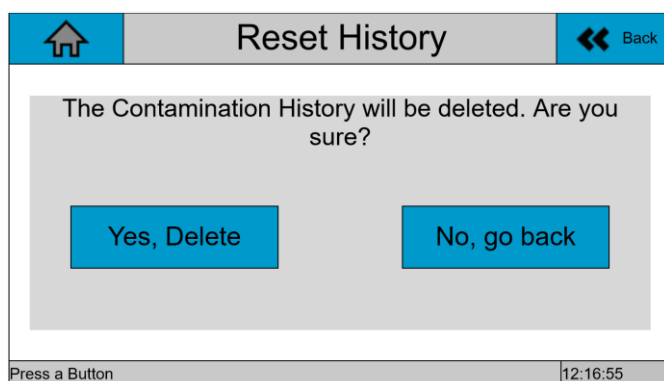 Reset History
Back
The Contamination History will be deleted. Are you
sure?
Yes, Delete
No, go back
Press a Button
12:16:55